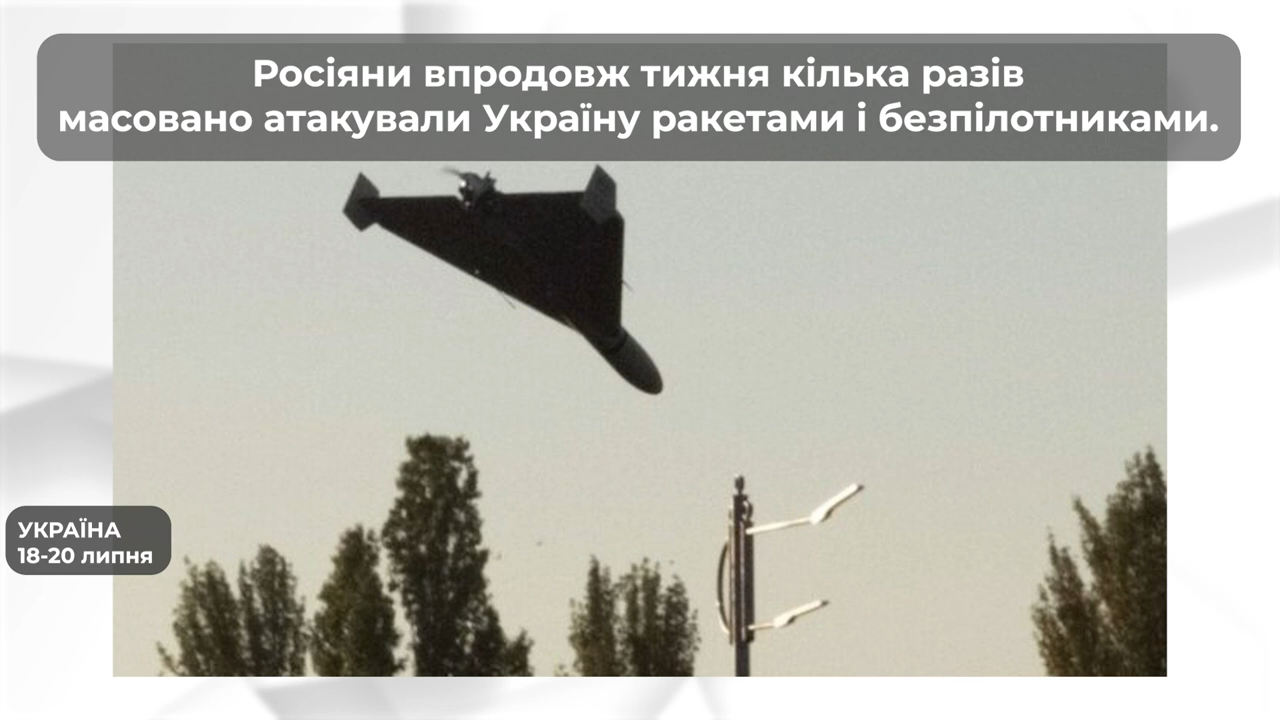 Росіяни впродовж тижня кілька разів
масовано атакували Україну ракетами і безпілотниками.
УКРАЇНА
18-20 липня